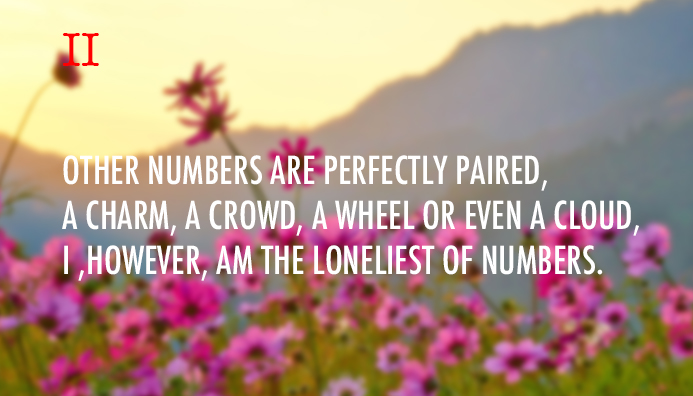 II
OTHER NUMBERS ARE PERFECTLY PAIRED,
A CHARM, A CROWD, A WHEEL OR EVEN A CLOUD,
I ,HOWEVER, AM THE LONELIEST OF NUMBERS.